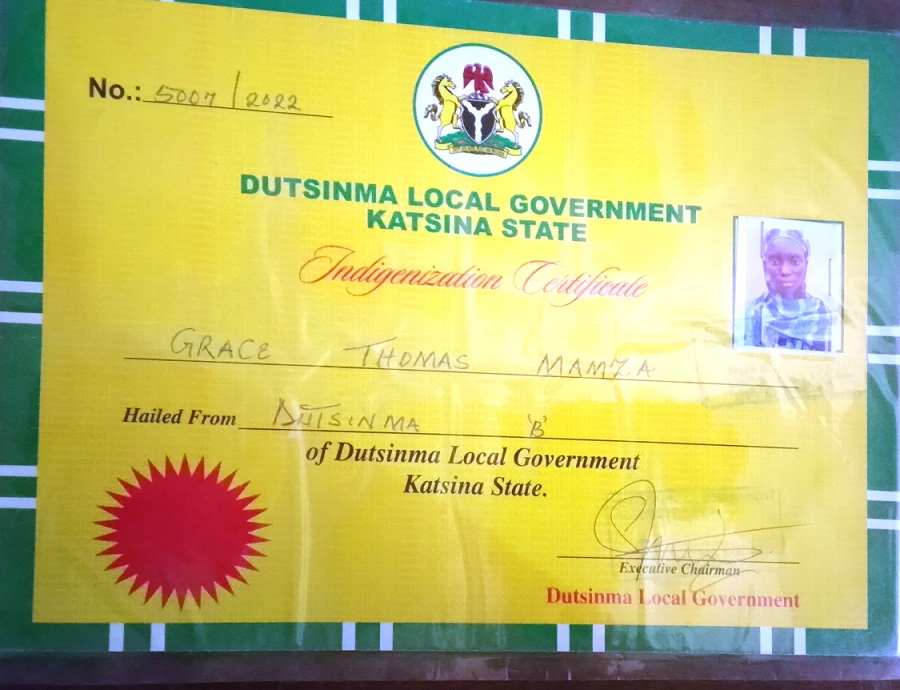 No.: 5007/2022
DUTSINMA LOCAL GOVERNMENT
KATSINA STATE
Indigenization Certificate
GRACE THOMAS MAMZA
Hailed From DUTSINMA 'B'
of Dutsinma Local Government
Katsina State.
Executive Chairman
Dutsinma Local Government